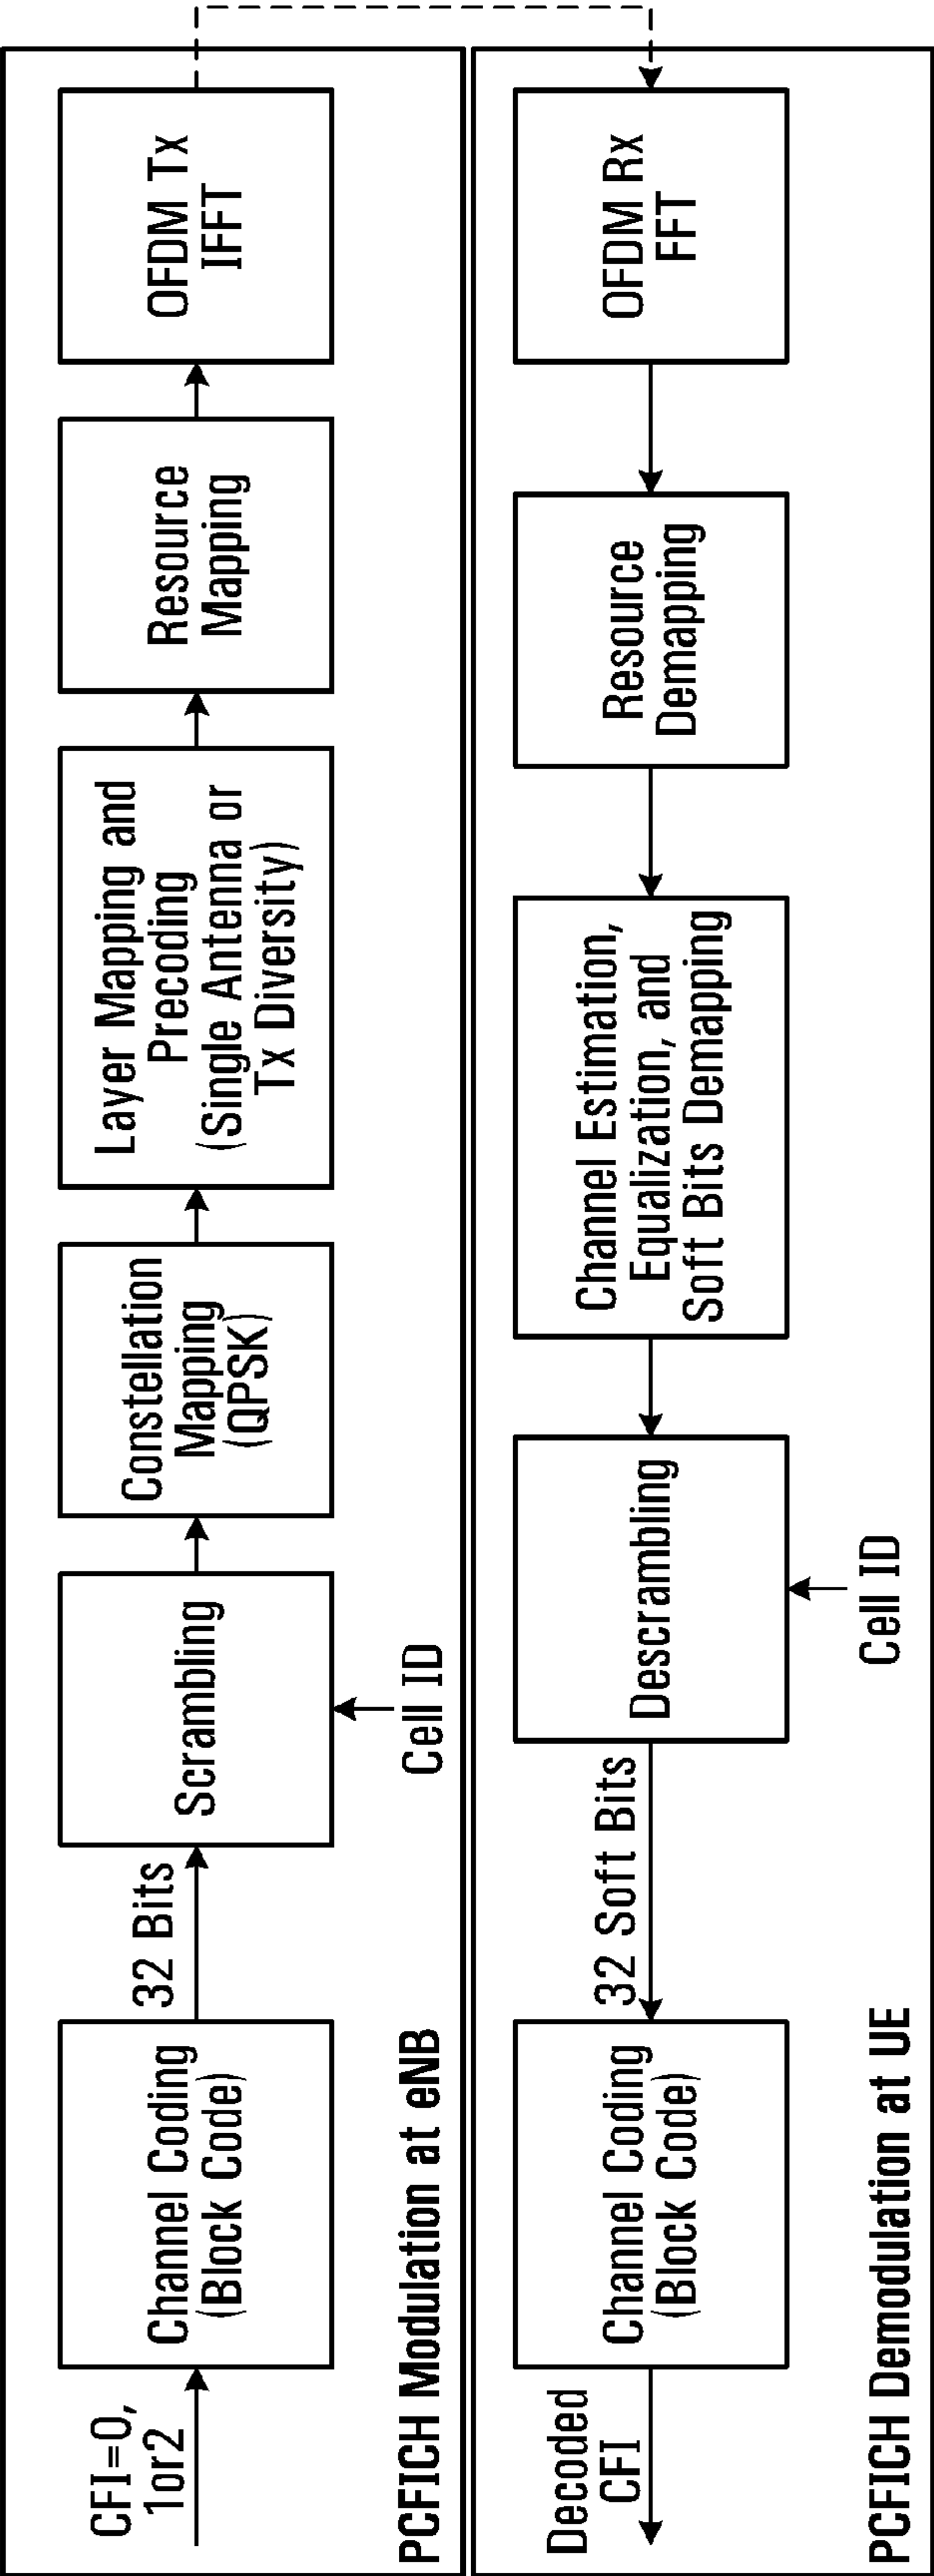 CFI=0,
1or2
Channel Coding
(Block Code)
32 Bits
Scrambling
Cell ID
Constellation
Mapping
(QPSK)
Layer Mapping and
Precoding
(Single Antenna or
Tx Diversity)
Resource
Mapping
OFDM Tx
IFFT
PCFICH Modulation at eNB
Decoded
CFI
Channel Coding
(Block Code)
32 Soft Bits
Descrambling
Cell ID
Channel Estimation,
Equalization, and
Soft Bits Demapping
Resource
Demapping
OFDM Rx
FFT
PCFICH Demodulation at UE